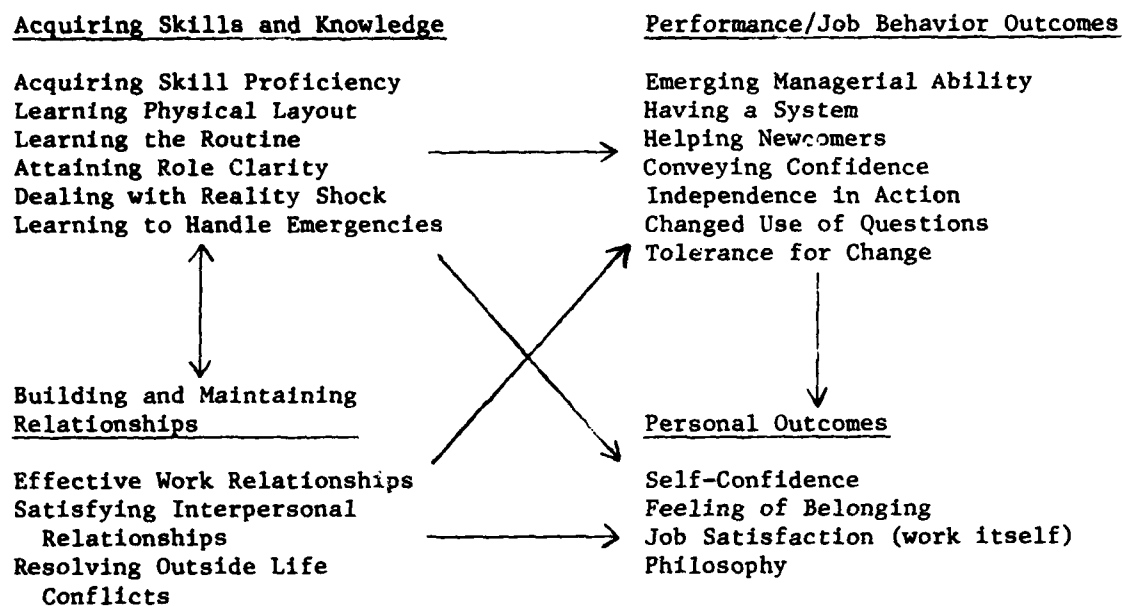 Acquiring Skills and Knowledge
Acquiring Skill Proficiency
Learning Physical Layout
Learning the Routine
Attaining Role Clarity
Dealing with Reality Shock
Learning to Handle Emergencies
Performance/Job Behavior Outcomes
Emerging Managerial Ability
Having a System
Helping Newcomers
Conveying Confidence
Independence in Action
Changed Use of Questions
Tolerance for Change
Building and Maintaining
Relationships
Effective Work Relationships
Satisfying Interpersonal
Relationships
Resolving Outside Life
Conflicts
Personal Outcomes
Self-Confidence
Feeling of Belonging
Job Satisfaction (work itself)
Philosophy